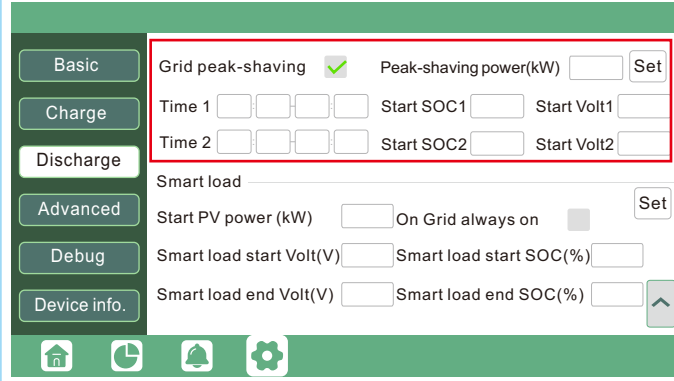 Basic
Charge
Discharge
Advanced
Debug
Device info.
Grid peak-shaving Peak-shaving power(kW) Set
Time 1 : - : Start SOC1 Start Volt1
Time 2 : - : Start SOC2 Start Volt2
Smart load
Set
Start PV power (kW) On Grid always on
Smart load start Volt(V) Smart load start SOC(%)
Smart load end Volt(V) Smart load end SOC(%)